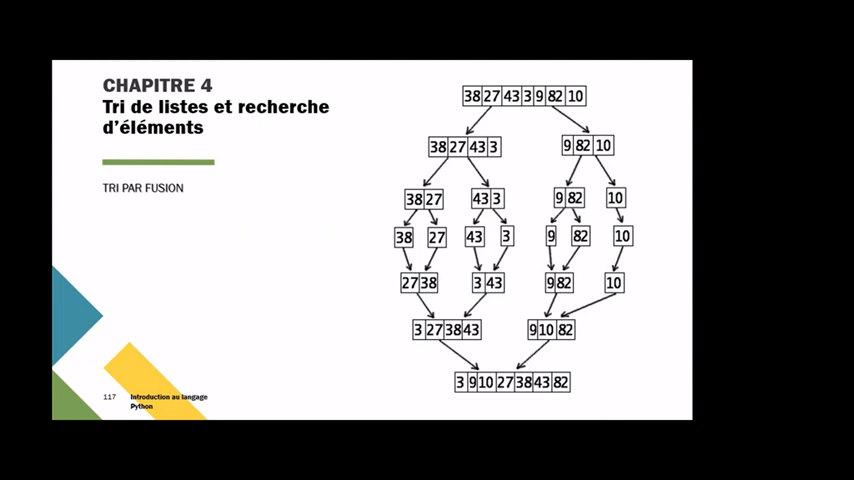 CHAPITRE 4
Tri de listes et recherche
d'éléments
TRI PAR FUSION
38 27 43 3 9 82 10
38 27 43 3
9 82 10
38 27
43 3
9 82
10
38
27
43
3
9
82
10
27 38
3 43
9 82
10
3 27 38 43
9 10 82
3 9 10 27 38 43 82
117
Introduction au langage
Python